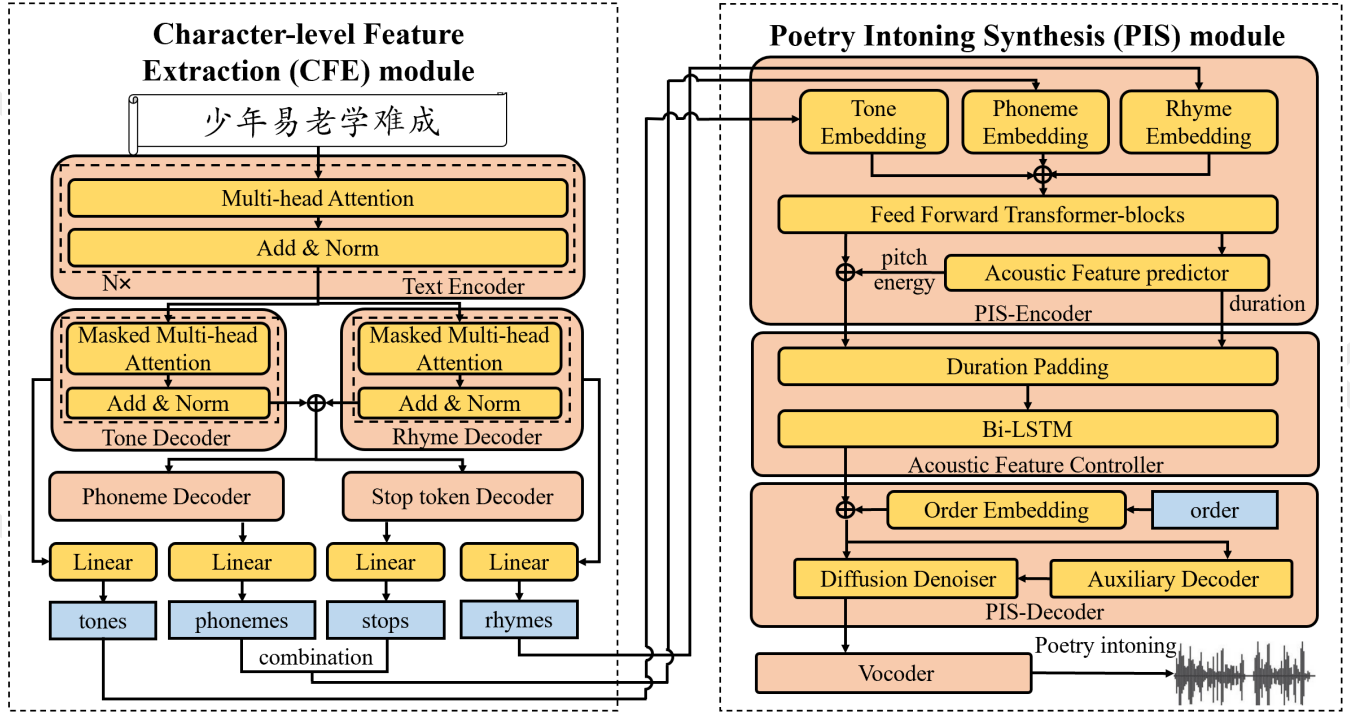 Character-level Feature
Extraction (CFE) module
少年易老学难成
Multi-head Attention
Add & Norm
N×
Text Encoder
Masked Multi-head
Attention
Add & Norm
Tone Decoder
Masked Multi-head
Attention
Add & Norm
Rhyme Decoder
Phoneme Decoder
Stop token Decoder
Linear
Linear
Linear
Linear
tones
phonemes
stops
rhymes
combination
Poetry Intoning Synthesis (PIS) module
Tone
Embedding
Phoneme
Embedding
Rhyme
Embedding
Feed Forward Transformer-blocks
pitch
energy
Acoustic Feature predictor
duration
PIS-Encoder
Duration Padding
Bi-LSTM
Acoustic Feature Controller
Order Embedding
order
Diffusion Denoiser
Auxiliary Decoder
PIS-Decoder
Vocoder
Poetry intoning